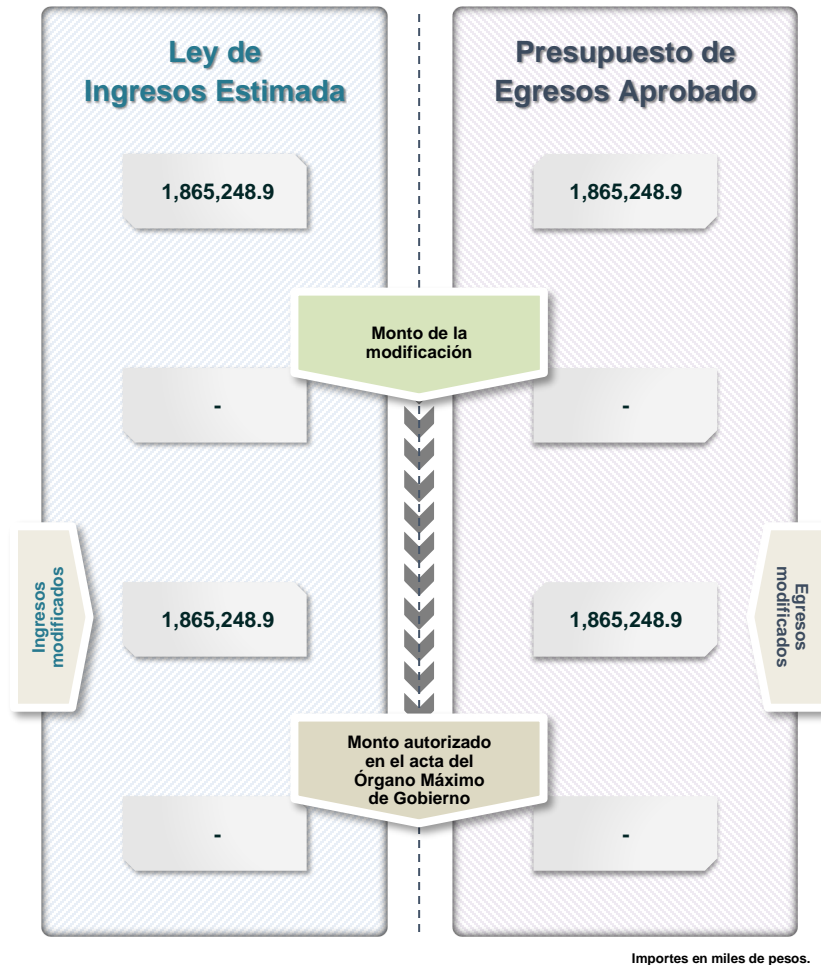 Ley de
Ingresos Estimada
Presupuesto de
Egresos Aprobado
1,865,248.9
1,865,248.9
Monto de la
modificación
-
-
Ingresos
modificados
1,865,248.9
1,865,248.9
Egresos
modificados
Monto autorizado
en el acta del
Órgano Máximo
de Gobierno
-
-
Importes en miles de pesos.